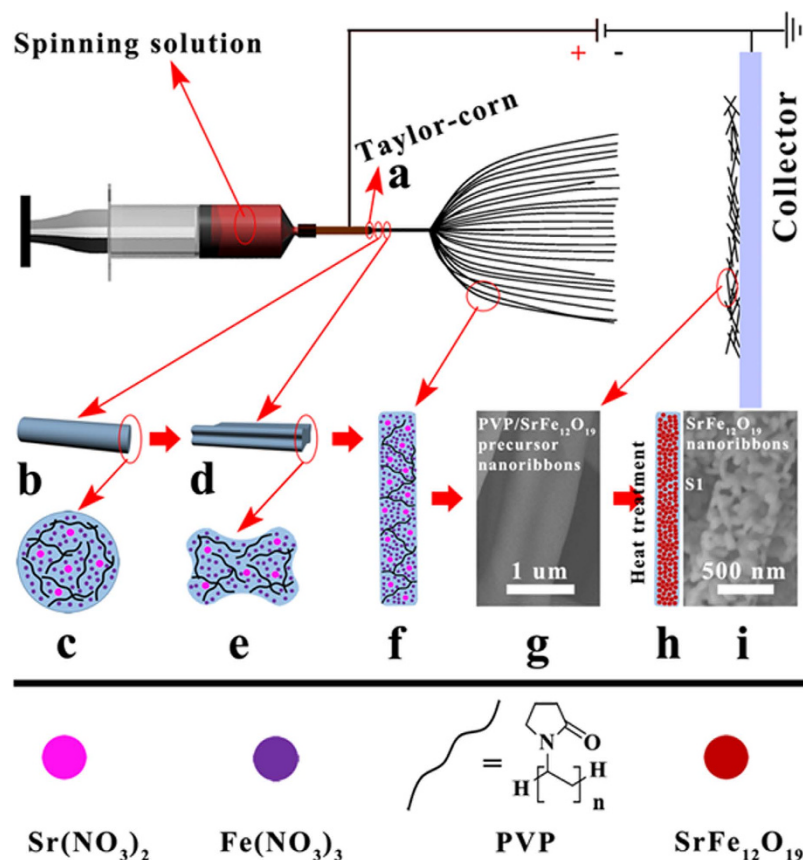 Spinning solution
+ -
Taylor-corn
a
Collector
b
d
PVP/SrFe₁₂O₁₉
precursor
nanoribbons
1 um
Heat treatment
SrFe₁₂O₁₉
nanoribbons
S1
500 nm
c e f g h i
N O
= H [ ] H
n
Sr(NO₃)₂ Fe(NO₃)₃ PVP SrFe₁₂O₁₉